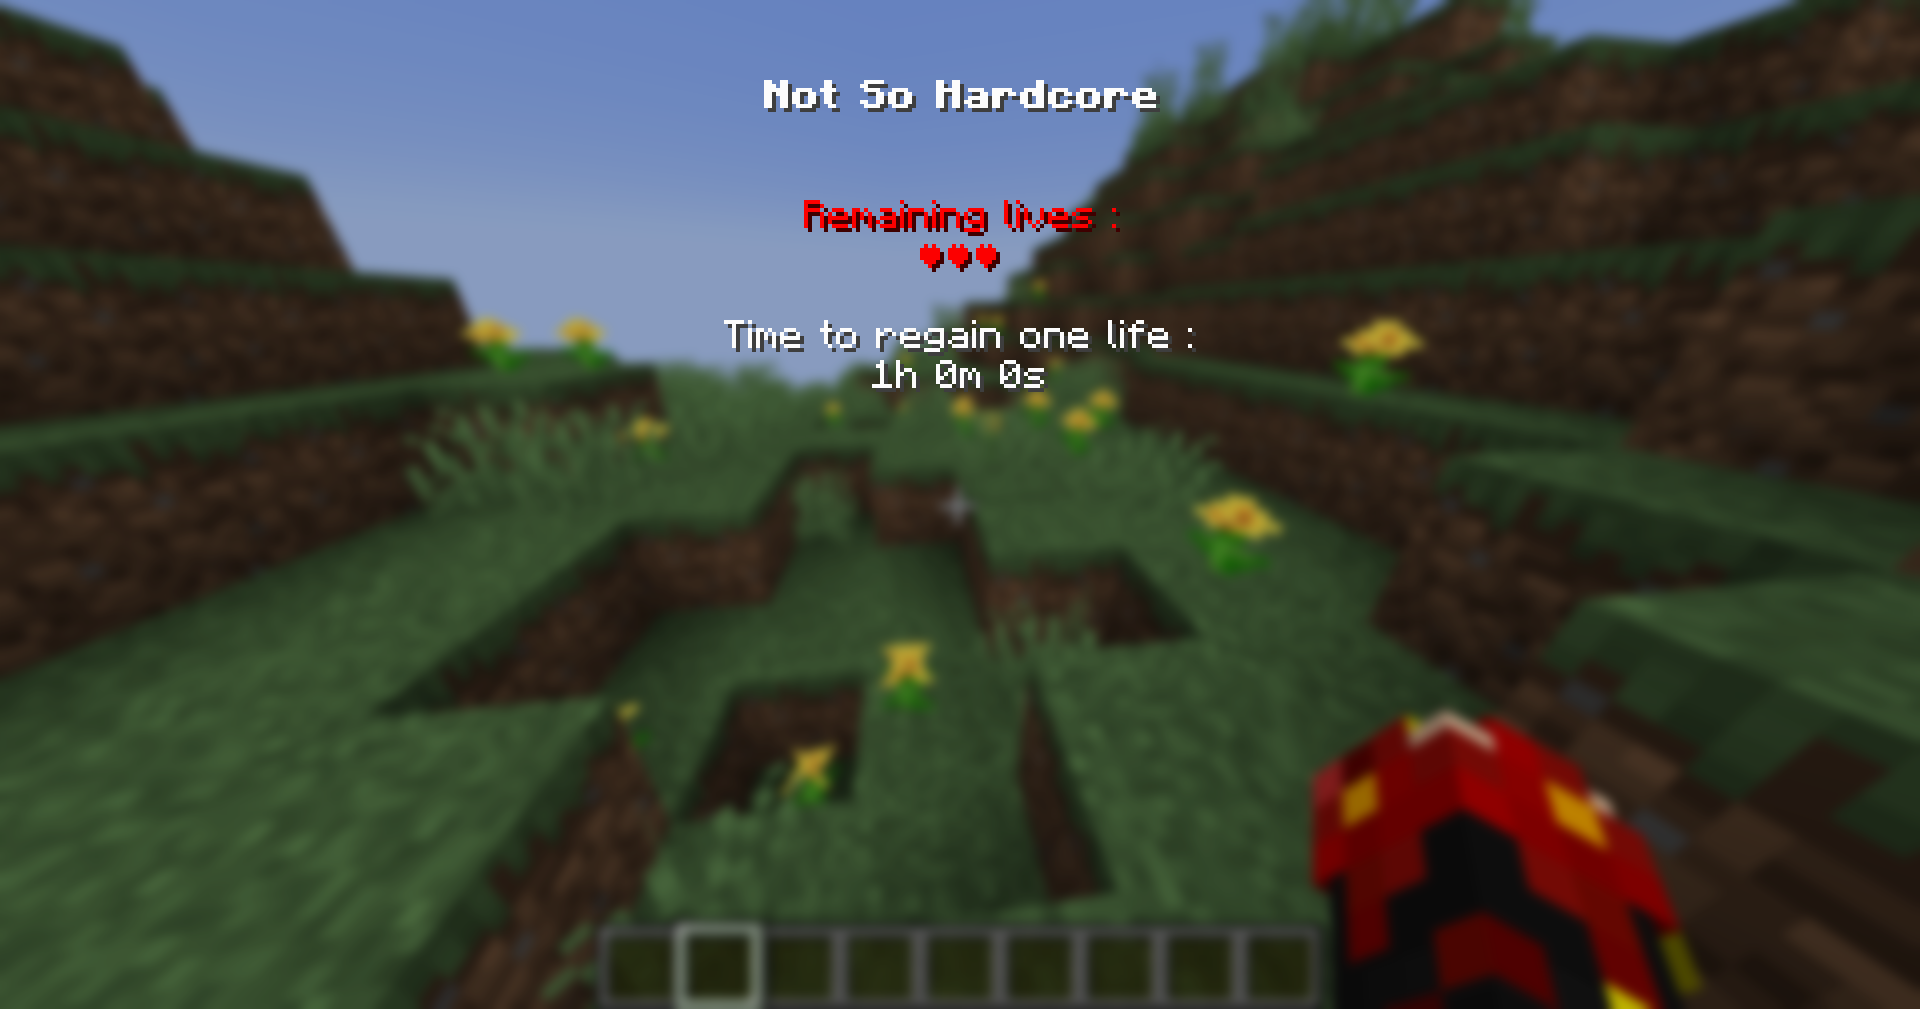 Not So Hardcore
Remaining lives :
♥♥♥
Time to regain one life :
1h 0m 0s